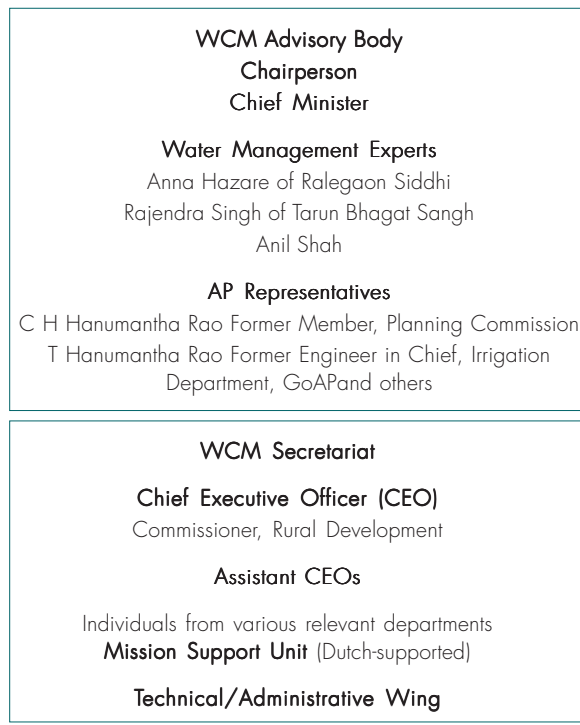 WCM Advisory Body
Chairperson
Chief Minister
Water Management Experts
Anna Hazare of Ralegaon Siddhi
Rajendra Singh of Tarun Bhagat Sangh
Anil Shah
AP Representatives
C H Hanumantha Rao Former Member, Planning Commission
T Hanumantha Rao Former Engineer in Chief, Irrigation
Department, GoAPand others
WCM Secretariat
Chief Executive Officer (CEO)
Commissioner, Rural Development
Assistant CEOs
Individuals from various relevant departments
Mission Support Unit (Dutch-supported)
Technical/Administrative Wing